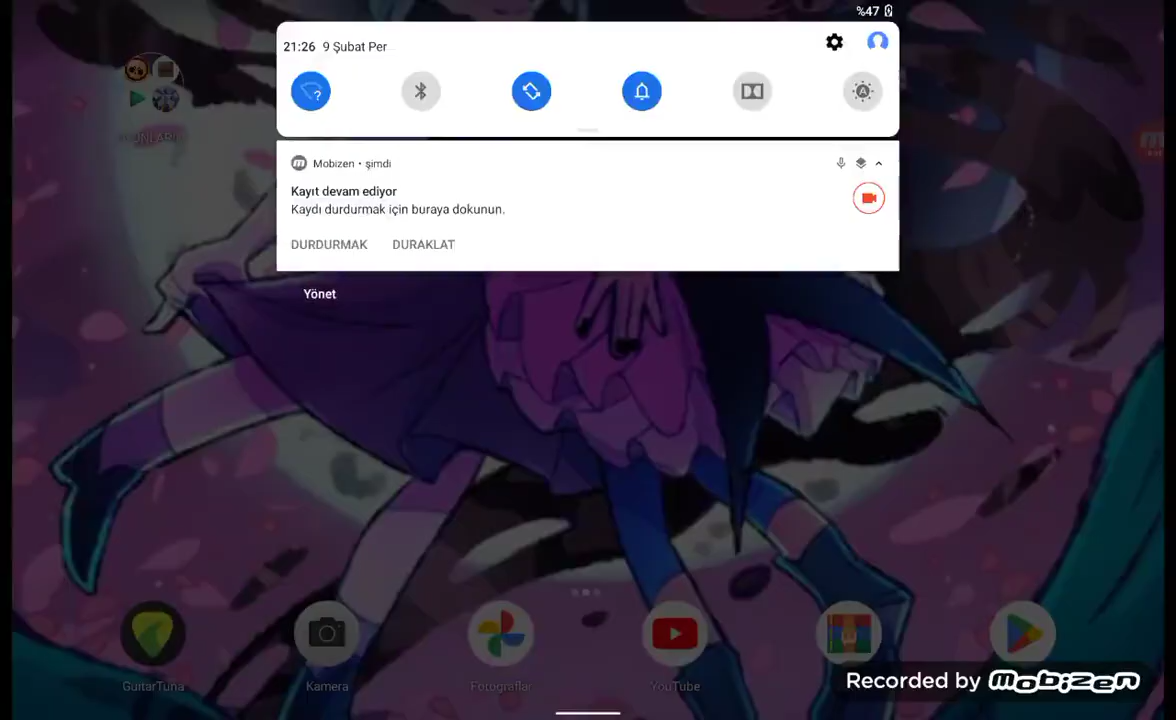 %47
21:26 9 Şubat Per
Mobizen • şimdi
Kayıt devam ediyor
Kaydı durdurmak için buraya dokunun.
DURDURMAK DURAKLAT
Yönet
GuitarTuna Kamera Fotoğraflar YouTube
Recorded by mobizen